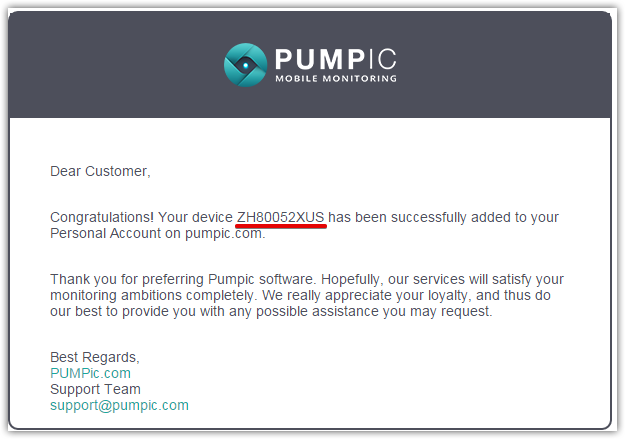 PUMPIC
MOBILE MONITORING
Dear Customer,
Congratulations! Your device ZH80052XUS has been successfully added to your
Personal Account on pumpic.com.
Thank you for preferring Pumpic software. Hopefully, our services will satisfy your
monitoring ambitions completely. We really appreciate your loyalty, and thus do
our best to provide you with any possible assistance you may request.
Best Regards,
PUMPic.com
Support Team
support@pumpic.com